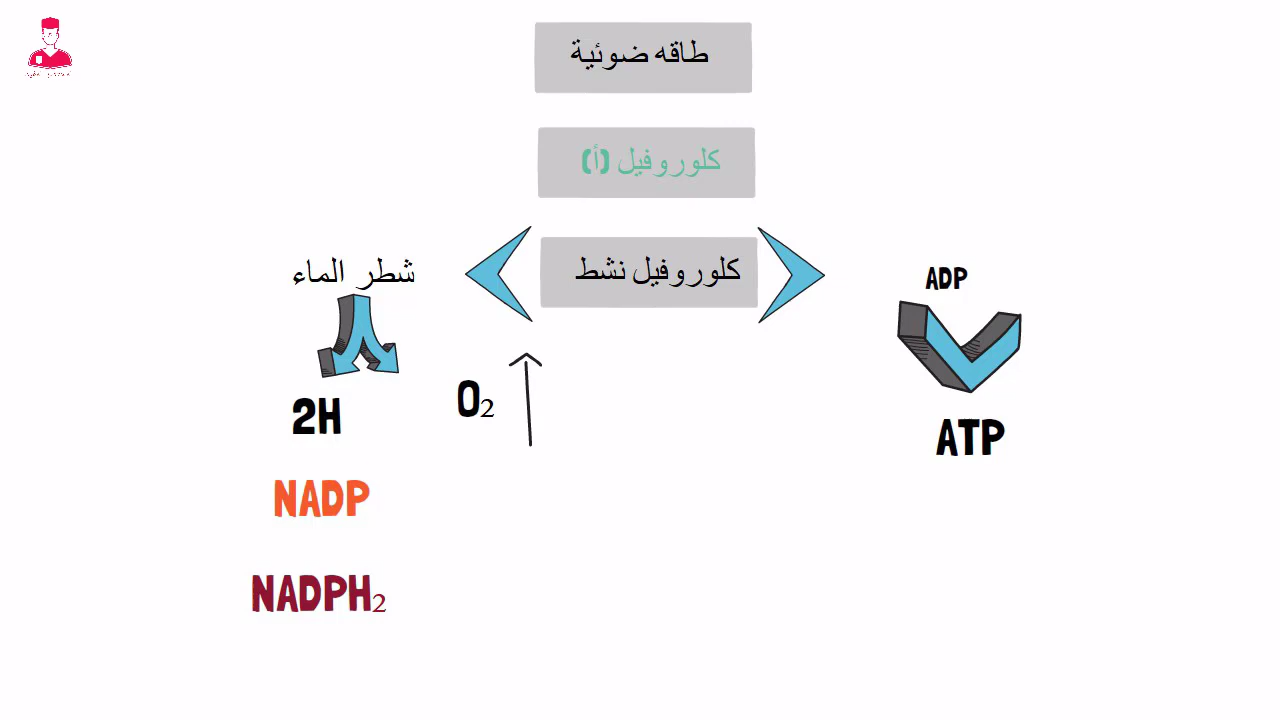 طاقه ضوئية
كلوروفيل (أ)
كلوروفيل نشط
شطر الماء
ADP
2H
O₂
ATP
NADP
NADPH₂